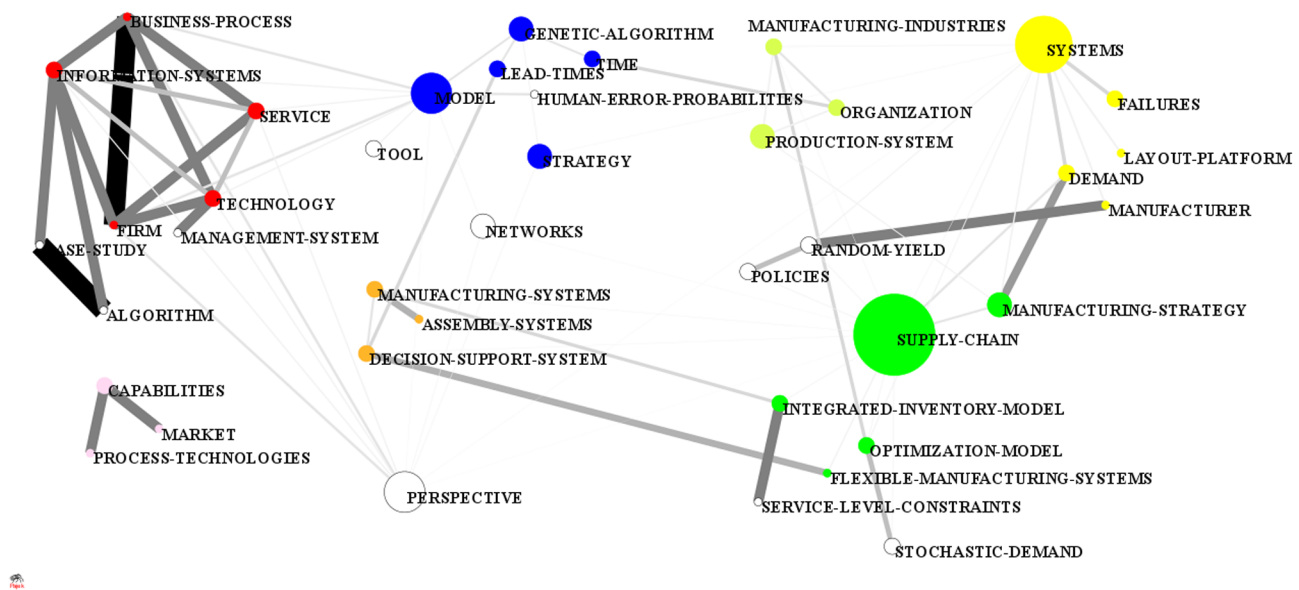 BUSINESS-PROCESS
GENETIC-ALGORITHM
MANUFACTURING-INDUSTRIES
SYSTEMS
INFORMATION-SYSTEMS
LEAD-TIMES
TIME
MODEL
HUMAN-ERROR-PROBABILITIES
FAILURES
SERVICE
ORGANIZATION
TOOL
STRATEGY
PRODUCTION-SYSTEM
LAYOUT-PLATFORM
DEMAND
TECHNOLOGY
MANUFACTURER
FIRM
MANAGEMENT-SYSTEM
NETWORKS
ASE-STUDY
RANDOM-YIELD
POLICIES
MANUFACTURING-SYSTEMS
ALGORITHM
ASSEMBLY-SYSTEMS
MANUFACTURING-STRATEGY
SUPPLY-CHAIN
DECISION-SUPPORT-SYSTEM
CAPABILITIES
INTEGRATED-INVENTORY-MODEL
MARKET
PROCESS-TECHNOLOGIES
OPTIMIZATION-MODEL
FLEXIBLE-MANUFACTURING-SYSTEMS
PERSPECTIVE
SERVICE-LEVEL-CONSTRAINTS
STOCHASTIC-DEMAND